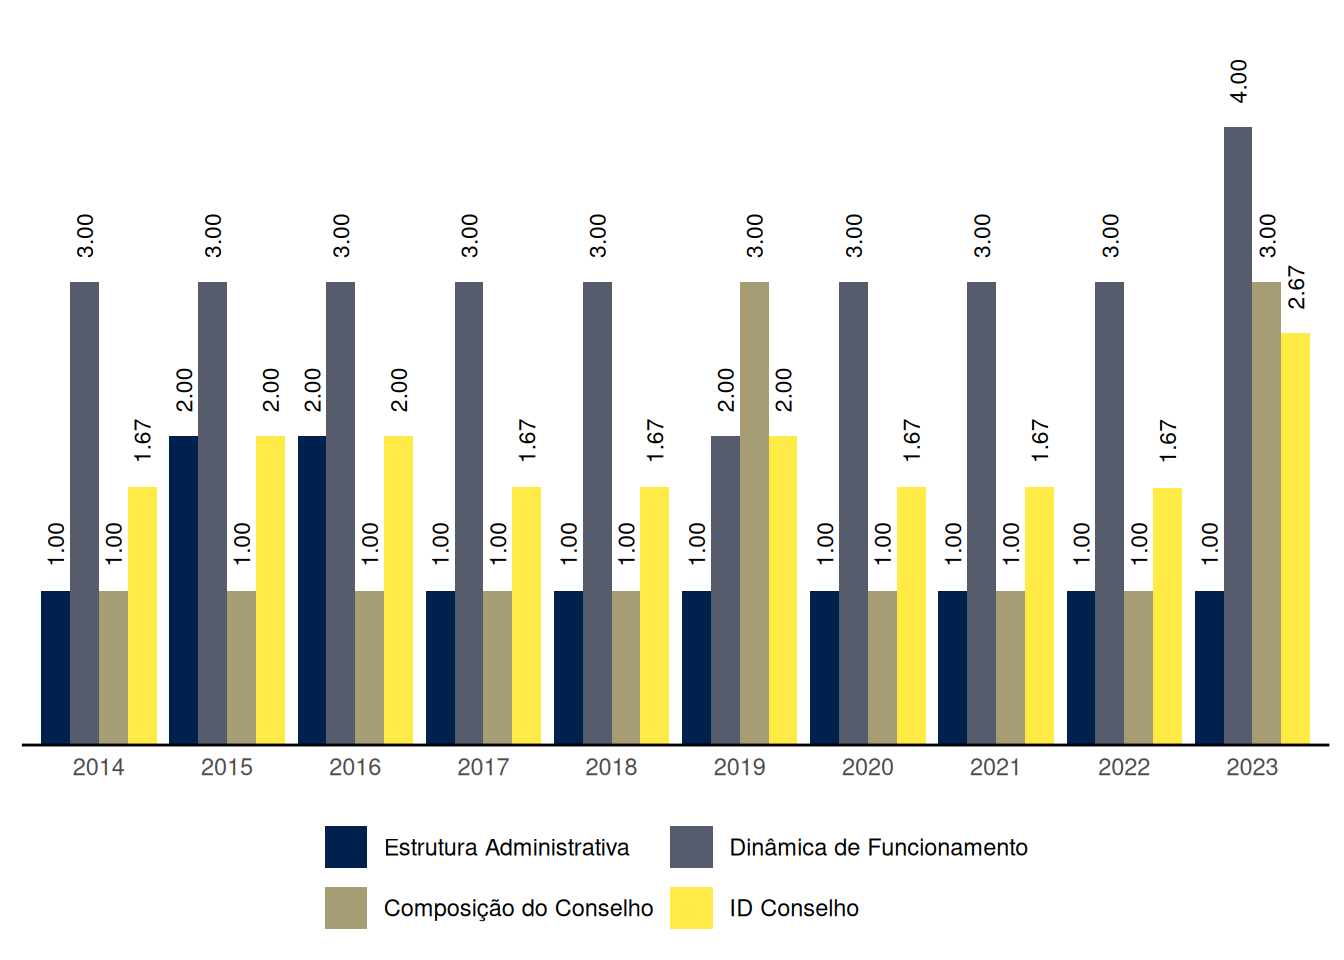 4.00
3.00 3.00 3.00 3.00 3.00 3.00 3.00 3.00 3.00 3.00
2.67
2.00 2.00 2.00 2.00 2.00 2.00
1.67 1.67 1.67 1.67 1.67 1.67
1.00 1.00 1.00 1.00 1.00 1.00 1.00 1.00 1.00 1.00 1.00 1.00 1.00 1.00 1.00 1.00
2014 2015 2016 2017 2018 2019 2020 2021 2022 2023
Estrutura Administrativa Dinâmica de Funcionamento
Composição do Conselho ID Conselho